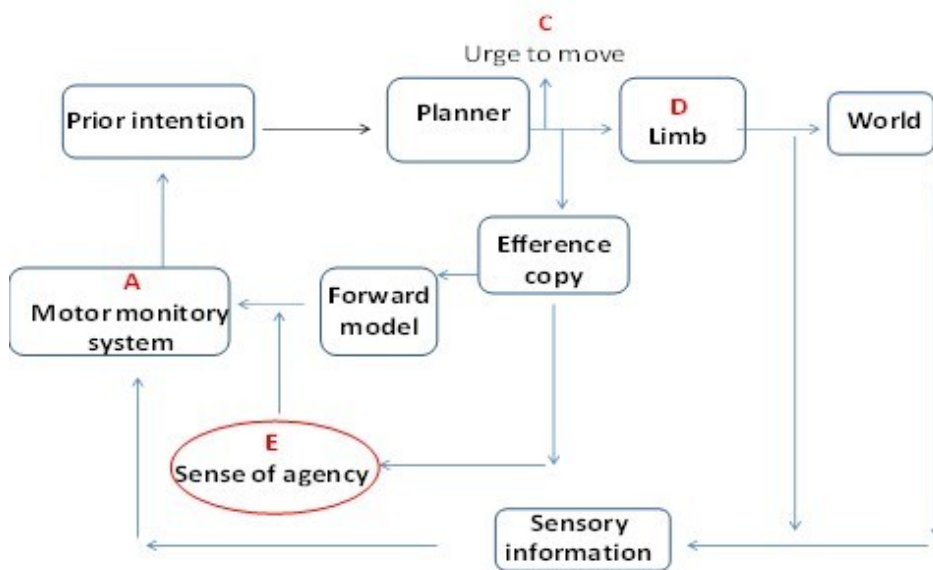 C
Urge to move
Prior intention
Planner
D
Limb
World
Efference
copy
A
Motor monitory
system
Forward
model
E
Sense of agency
Sensory
information